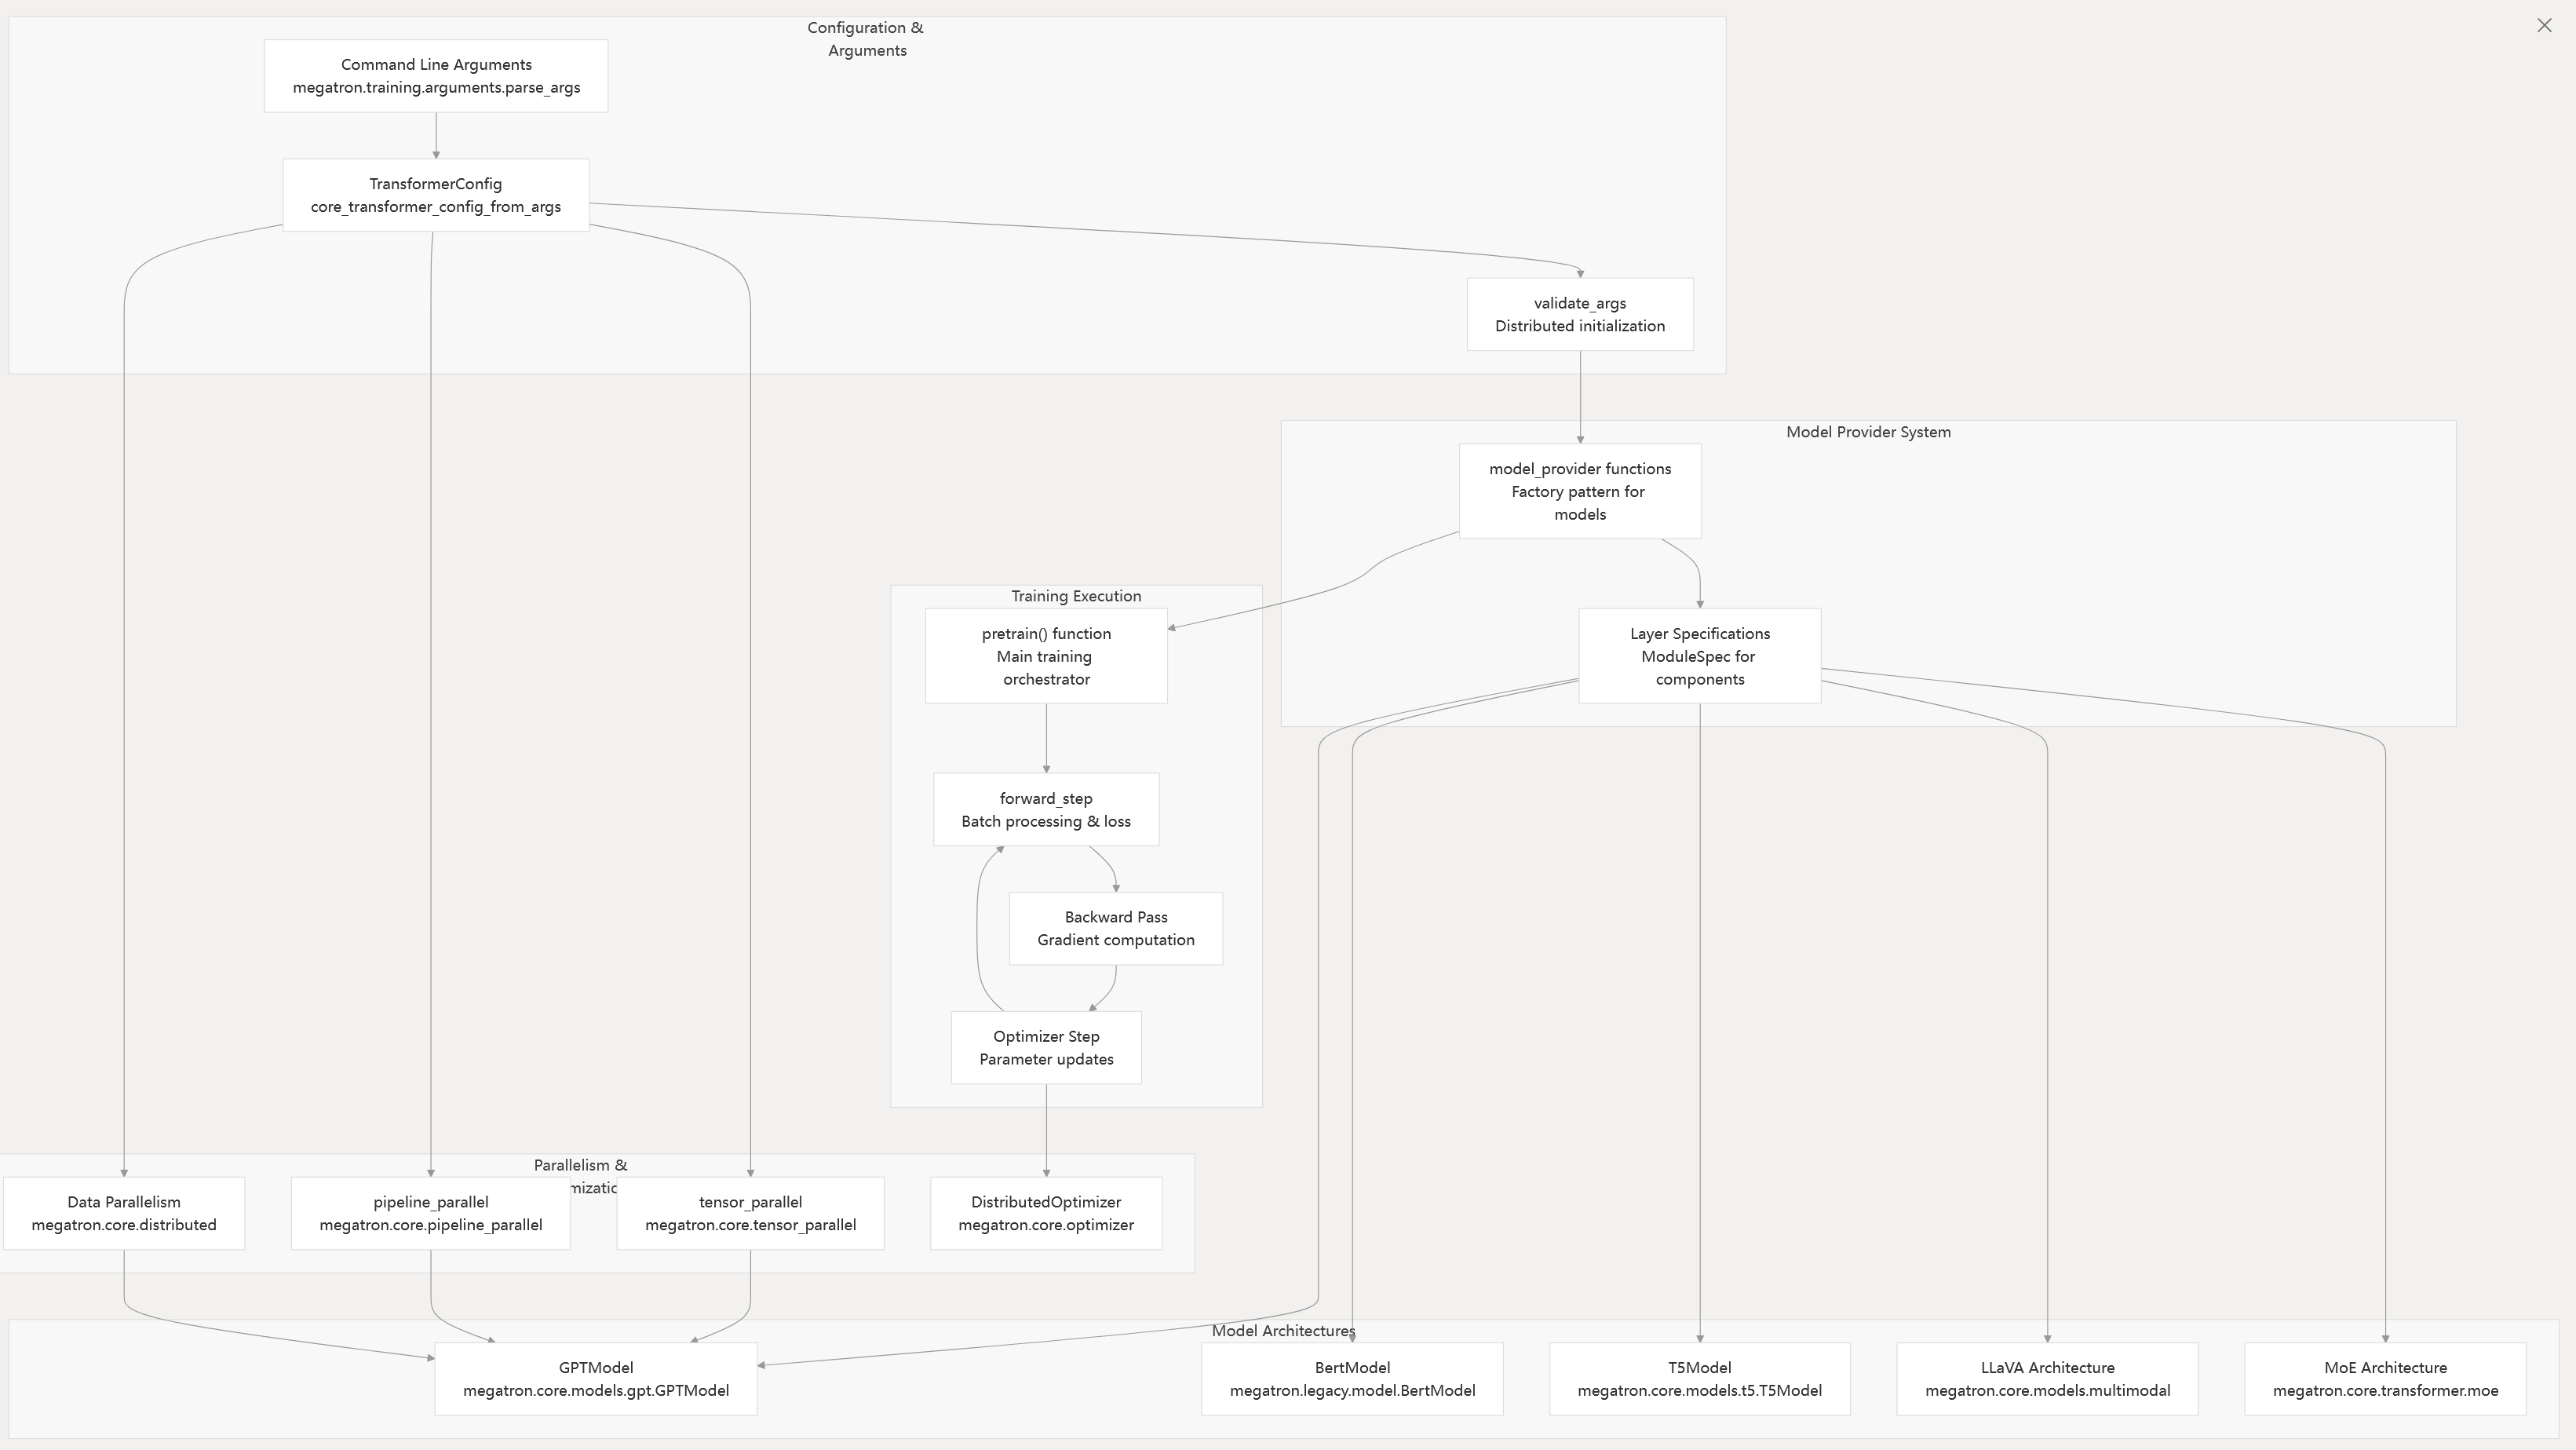 Configuration &
Arguments
Command Line Arguments
megatron.training.arguments.parse_args
TransformerConfig
core_transformer_config_from_args
validate_args
Distributed initialization
Model Provider System
model_provider functions
Factory pattern for
models
Training Execution
pretrain() function
Main training
orchestrator
Layer Specifications
ModuleSpec for
components
forward_step
Batch processing & loss
Backward Pass
Gradient computation
Optimizer Step
Parameter updates
Parallelism &
Data Parallelism
megatron.core.distributed
pipeline_parallel
megatron.core.pipeline_parallel
tensor_parallel
megatron.core.tensor_parallel
DistributedOptimizer
megatron.core.optimizer
Model Architectures
GPTModel
megatron.core.models.gpt.GPTModel
BertModel
megatron.legacy.model.BertModel
T5Model
megatron.core.models.t5.T5Model
LLaVA Architecture
megatron.core.models.multimodal
MoE Architecture
megatron.core.transformer.moe